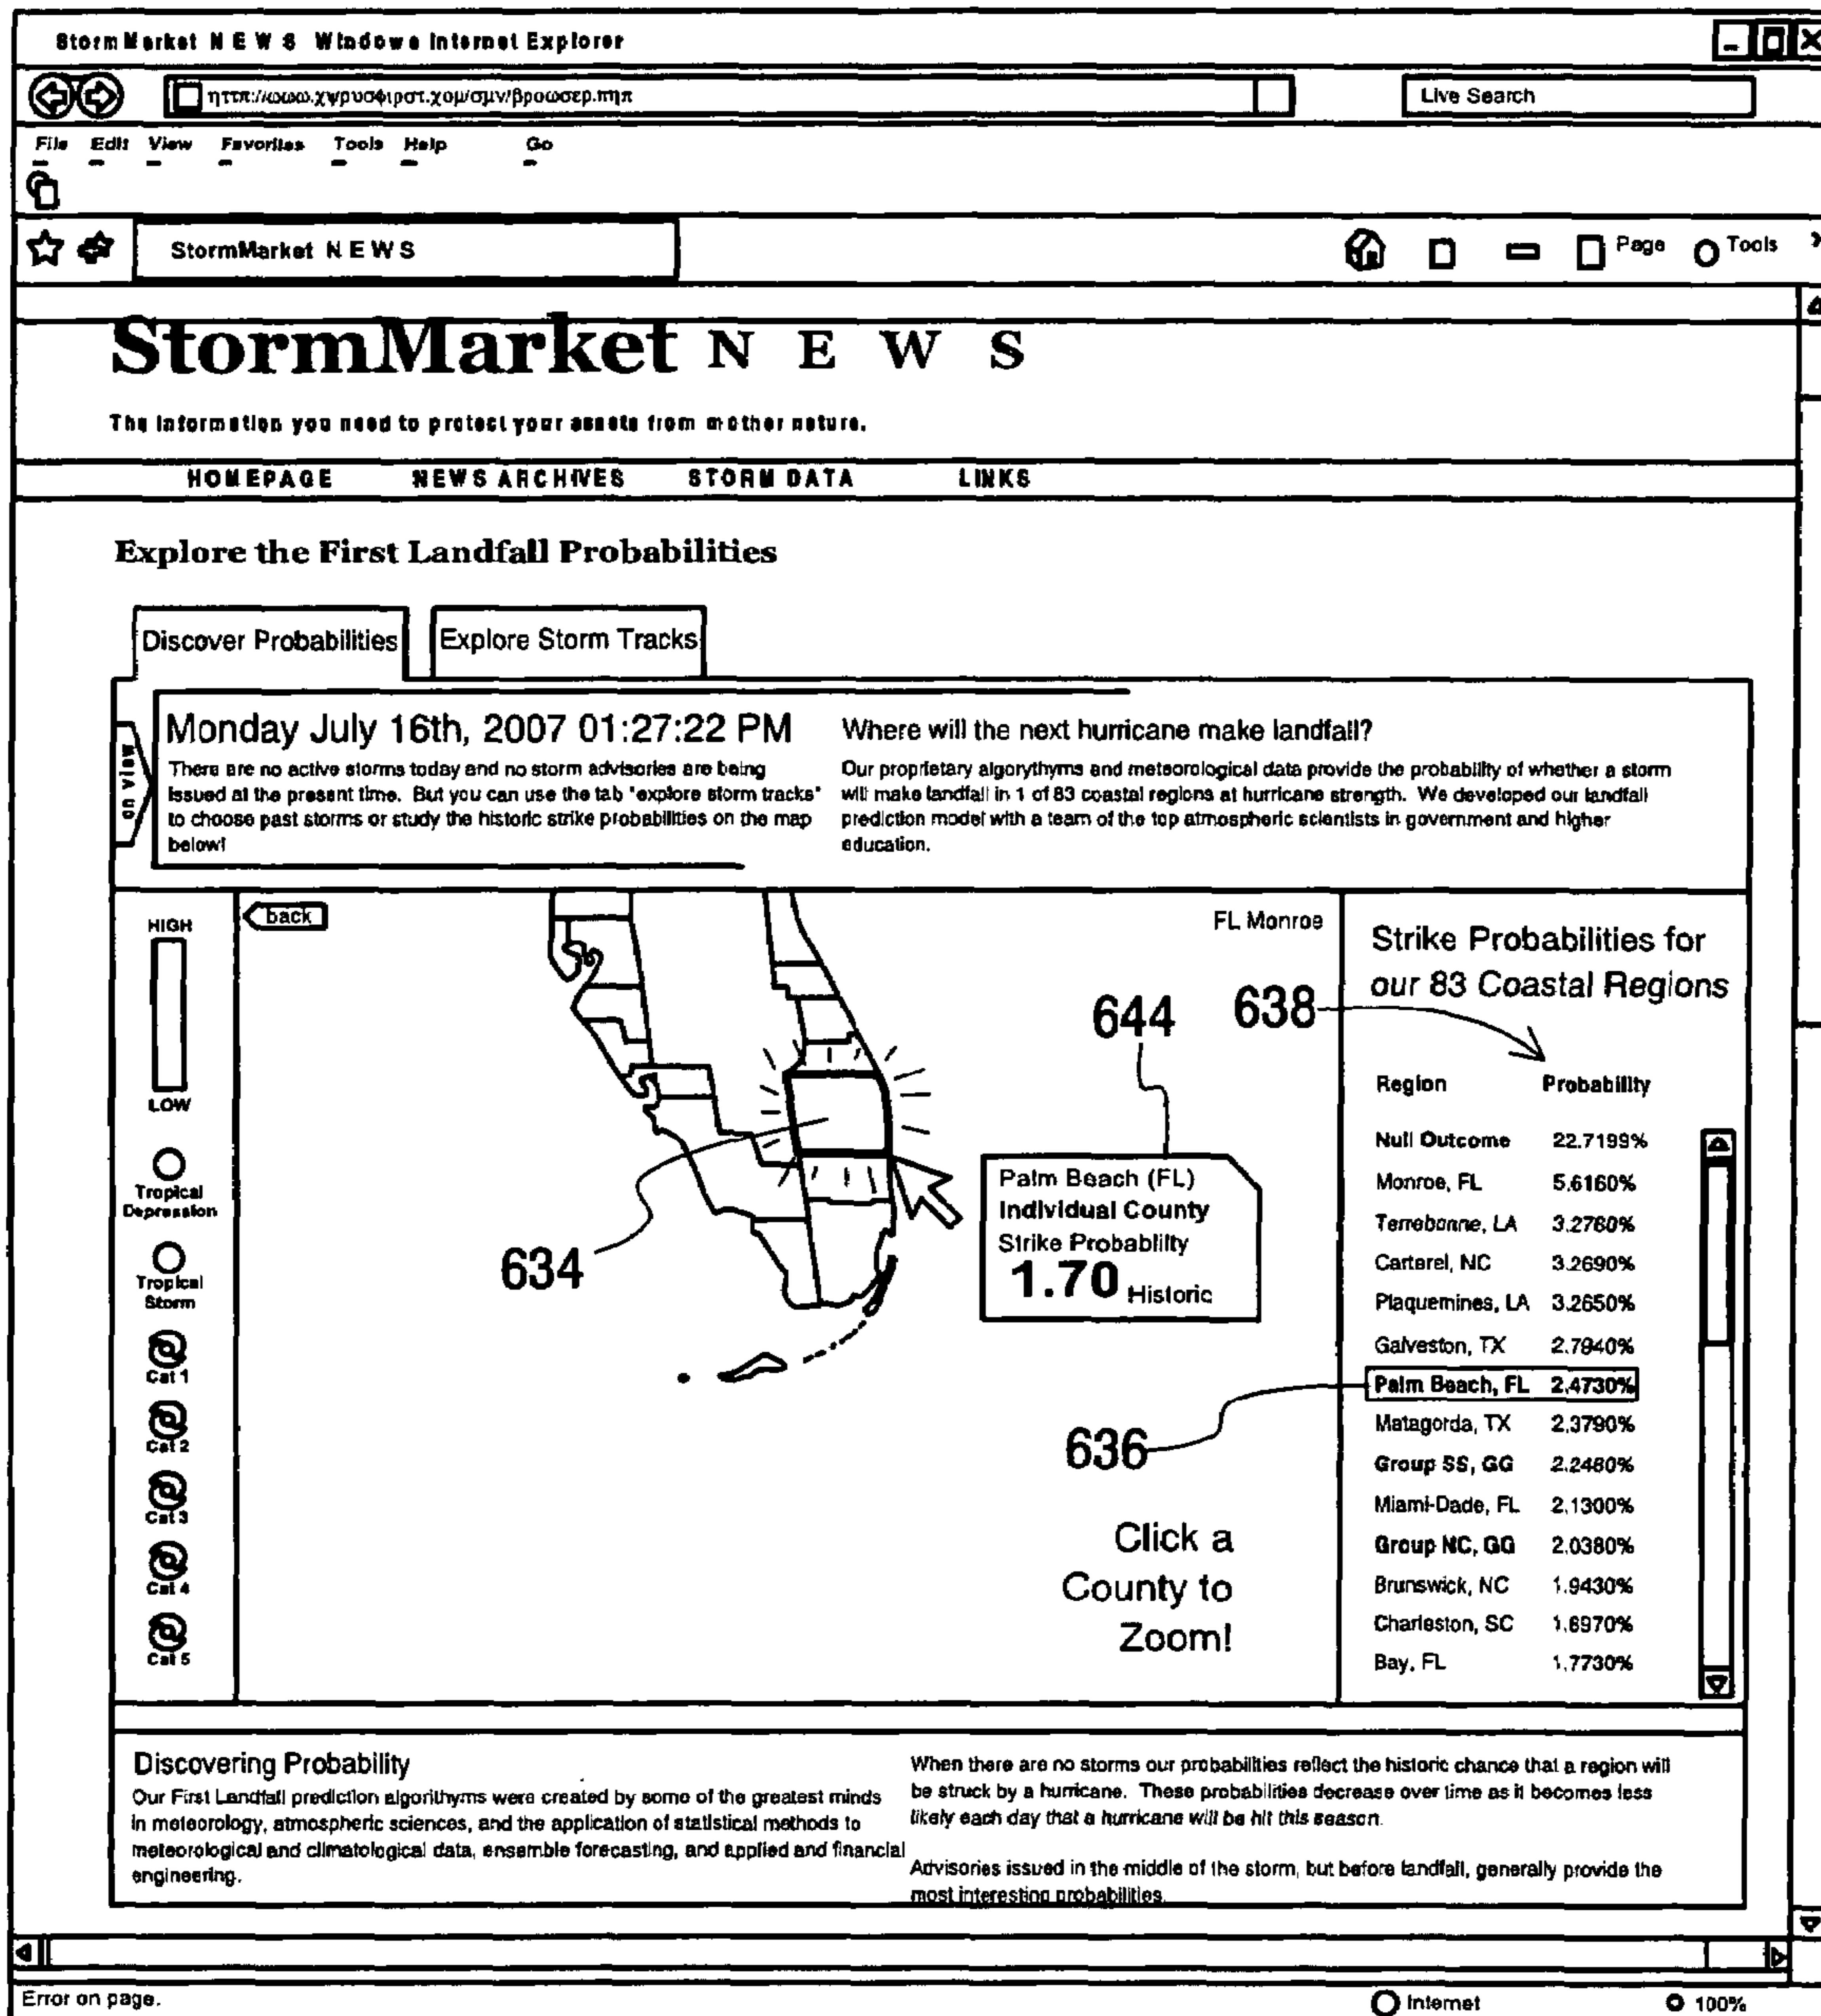 StormMarket N E W S Windows Internet Explorer
ηττπ://ωωω.χψρυσφιρστ.χομ/σμν/βροωσερ.πηπ
Live Search
File Edit View Favorites Tools Help Go
StormMarket N E W S
Page Tools
StormMarket N E W S
The information you need to protect your assets from mother nature.
HOMEPAGE NEWS ARCHIVES STORM DATA LINKS
Explore the First Landfall Probabilities
Discover Probabilities Explore Storm Tracks
on view
Monday July 16th, 2007 01:27:22 PM
There are no active storms today and no storm advisories are being
issued at the present time. But you can use the tab "explore storm tracks"
to choose past storms or study the historic strike probabilities on the map
below!
Where will the next hurricane make landfall?
Our proprietary algorythyms and meteorological data provide the probability of whether a storm
will make landfall in 1 of 83 coastal regions at hurricane strength. We developed our landfall
prediction model with a team of the top atmospheric scientists in government and higher
education.
HIGH
LOW
Tropical
Depression
Tropical
Storm
Cat 1
Cat 2
Cat 3
Cat 4
Cat 5
back
FL Monroe
644
638
634
636
Palm Beach (FL)
Individual County
Strike Probability
1.70 Historic
Click a
County to
Zoom!
Strike Probabilities for
our 83 Coastal Regions
Region Probability
Null Outcome 22.7199%
Monroe, FL 5.6160%
Terrebonne, LA 3.2760%
Carterel, NC 3.2690%
Plaquemines, LA 3.2650%
Galveston, TX 2.7940%
Palm Beach, FL 2.4730%
Matagorda, TX 2.3790%
Group SS, GG 2.2460%
Miami-Dade, FL 2.1300%
Group NC, GG 2.0380%
Brunswick, NC 1.9430%
Charleston, SC 1.6970%
Bay, FL 1.7730%
Discovering Probability
Our First Landfall prediction algorithyms were created by some of the greatest minds
in meteorology, atmospheric sciences, and the application of statistical methods to
meteorological and climatological data, ensemble forecasting, and applied and financial
engineering.
When there are no storms our probabilities reflect the historic chance that a region will
be struck by a hurricane. These probabilities decrease over time as it becomes less
likely each day that a hurricane will be hit this season.
Advisories issued in the middle of the storm, but before landfall, generally provide the
most interesting probabilities.
Error on page.
Internet
100%